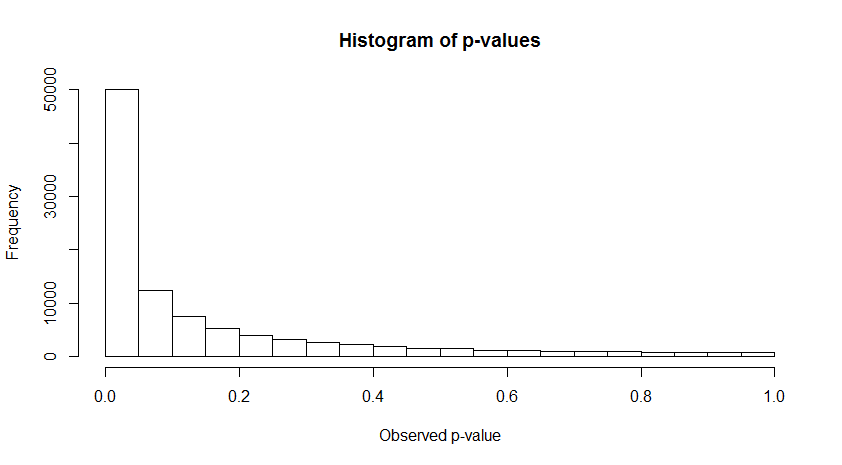 Histogram of p-values
Frequency
50000
30000
10000
0
0.0 0.2 0.4 0.6 0.8 1.0
Observed p-value